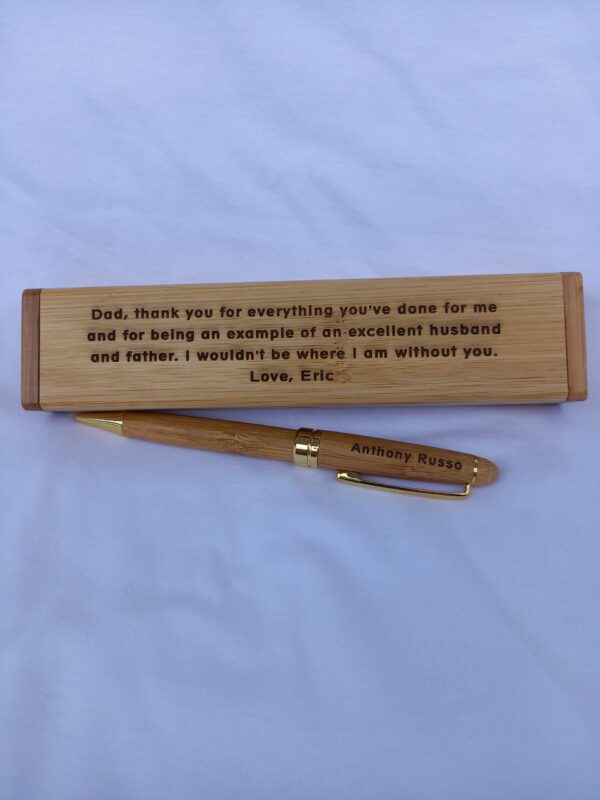 Dad, thank you for everything you've done for me
and for being an example of an excellent husband
and father. I wouldn't be where I am without you.
Love, Eric
Anthony Russo